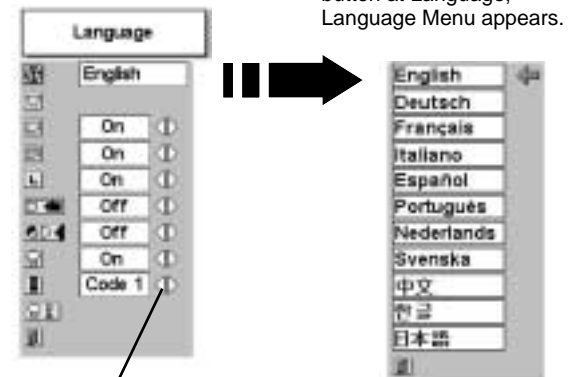 button at Language,
Language Menu appears.
Language
English
On
On
On
Off
Off
On
Code 1
English
Deutsch
Français
Italiano
Español
Português
Nederlands
Svenska
中文
한글
日本語